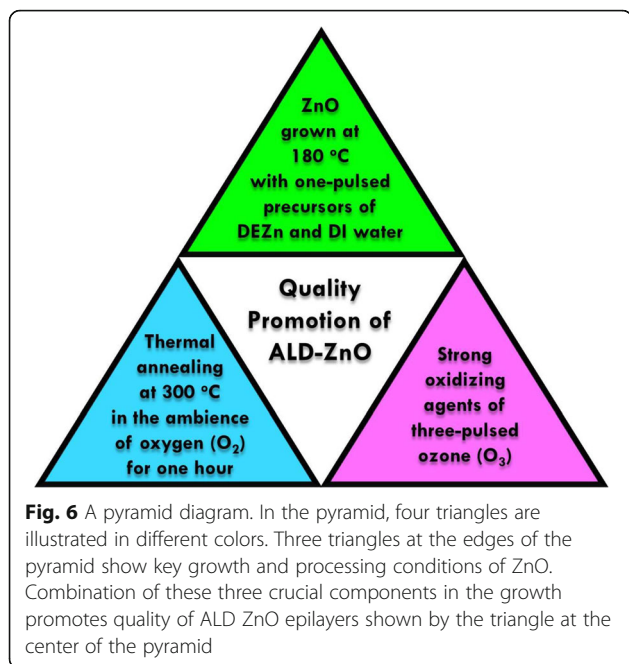 ZnO
grown at
180 °C
with one-pulsed
precursors of
DEZn and DI water
Quality
Promotion of
ALD-ZnO
Thermal
annealing
at 300 °C
in the ambience
of oxygen (O₂)
for one hour
Strong
oxidizing
agents of
three-pulsed
ozone (O₃)
Fig. 6 A pyramid diagram. In the pyramid, four triangles are
illustrated in different colors. Three triangles at the edges of the
pyramid show key growth and processing conditions of ZnO.
Combination of these three crucial components in the growth
promotes quality of ALD ZnO epilayers shown by the triangle at the
center of the pyramid